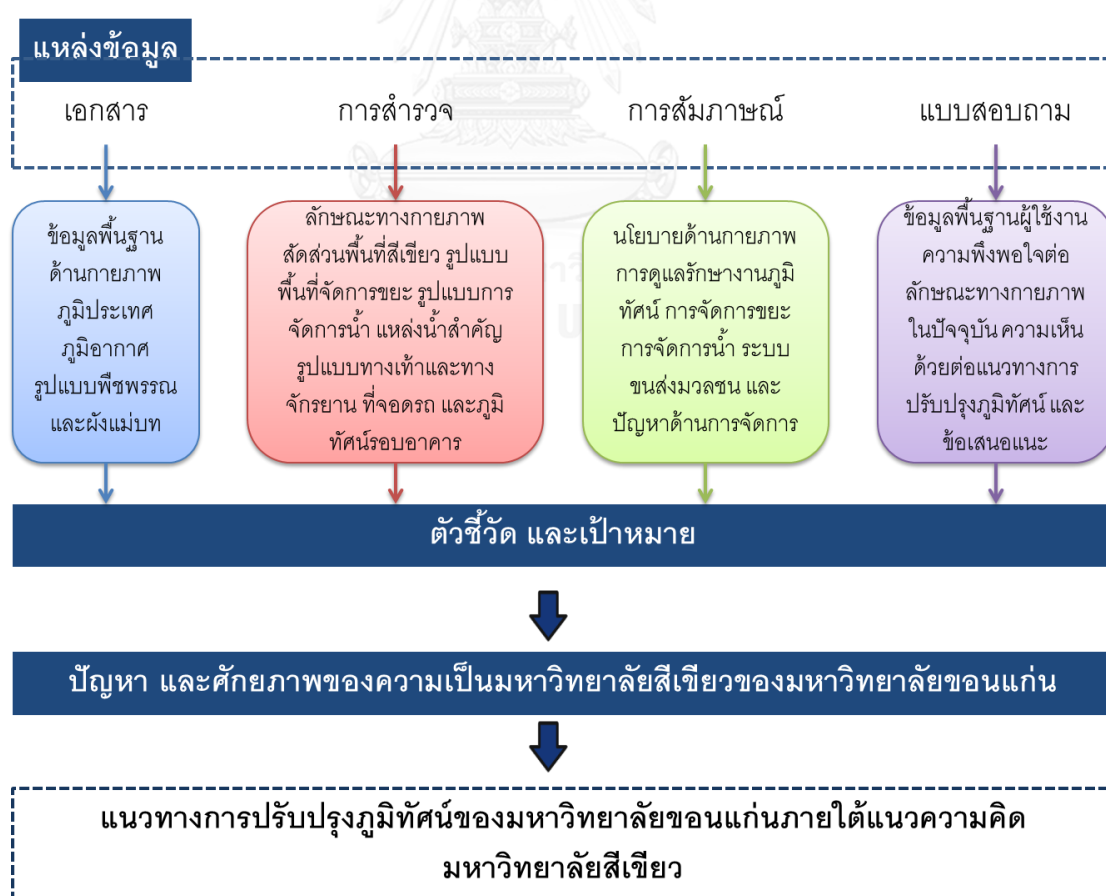 แหล่งข้อมูล
เอกสาร
การสำรวจ
การสัมภาษณ์
แบบสอบถาม
ข้อมูลพื้นฐาน
ด้านกายภาพ
ภูมิประเทศ
ภูมิอากาศ
รูปแบบพืชพรรณ
และผังแม่บท
ลักษณะทางกายภาพ
สัดส่วนพื้นที่สีเขียว รูปแบบ
พื้นที่จัดการขยะ รูปแบบการ
จัดการน้ำ แหล่งน้ำสำคัญ
รูปแบบทางเท้าและทาง
จักรยาน ที่จอดรถ และภูมิ
ทัศน์รอบอาคาร
นโยบายด้านกายภาพ
การดูแลรักษางานภูมิ
ทัศน์ การจัดการขยะ
การจัดการน้ำ ระบบ
ขนส่งมวลชน และ
ปัญหาด้านการจัดการ
ข้อมูลพื้นฐานผู้ใช้งาน
ความพึงพอใจต่อ
ลักษณะทางกายภาพ
ในปัจจุบัน ความเห็น
ด้วยต่อแนวทางการ
ปรับปรุงภูมิทัศน์ และ
ข้อเสนอแนะ
ตัวชี้วัด และเป้าหมาย
ปัญหา และศักยภาพของความเป็นมหาวิทยาลัยสีเขียวของมหาวิทยาลัยขอนแก่น
แนวทางการปรับปรุงภูมิทัศน์ของมหาวิทยาลัยขอนแก่นภายใต้แนวความคิด
มหาวิทยาลัยสีเขียว